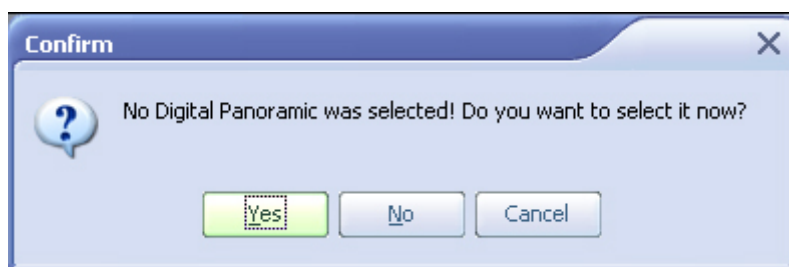 Confirm
No Digital Panoramic was selected! Do you want to select it now?
Yes No Cancel